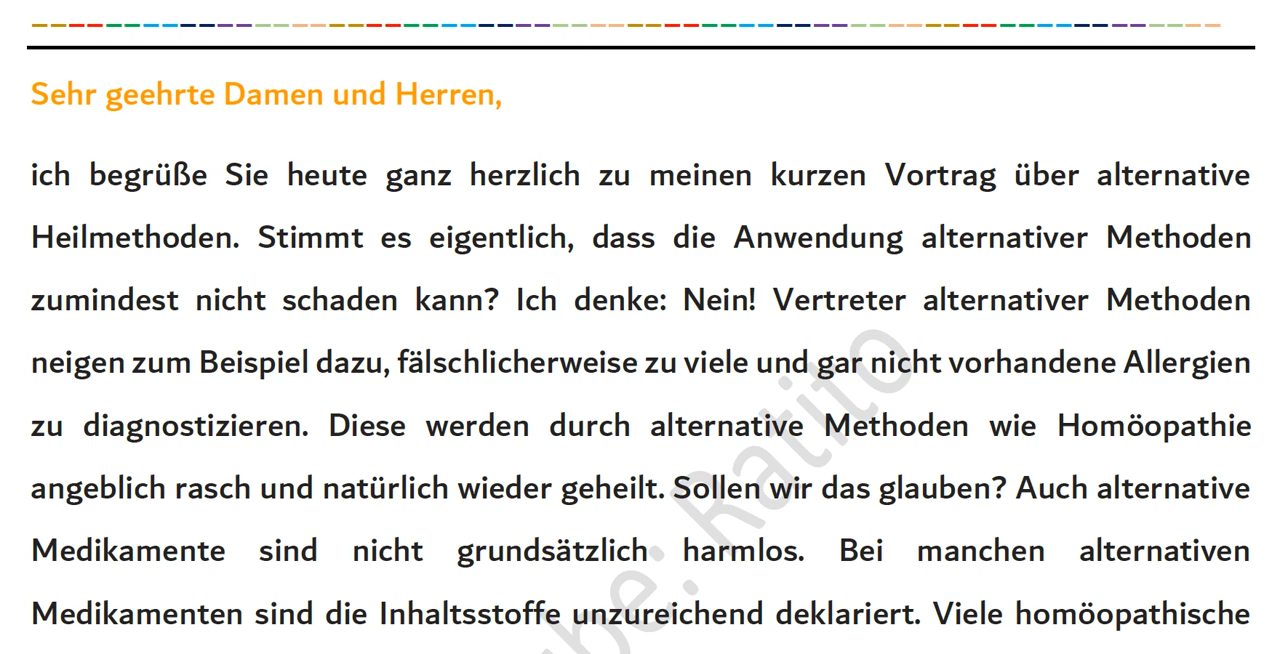 Sehr geehrte Damen und Herren,
ich begrüße Sie heute ganz herzlich zu meinen kurzen Vortrag über alternative
Heilmethoden. Stimmt es eigentlich, dass die Anwendung alternativer Methoden
zumindest nicht schaden kann? Ich denke: Nein! Vertreter alternativer Methoden
neigen zum Beispiel dazu, fälschlicherweise zu viele und gar nicht vorhandene Allergien
zu diagnostizieren. Diese werden durch alternative Methoden wie Homöopathie
angeblich rasch und natürlich wieder geheilt. Sollen wir das glauben? Auch alternative
Medikamente sind nicht grundsätzlich harmlos. Bei manchen alternativen
Medikamenten sind die Inhaltsstoffe unzureichend deklariert. Viele homöopathische
be: Ratito